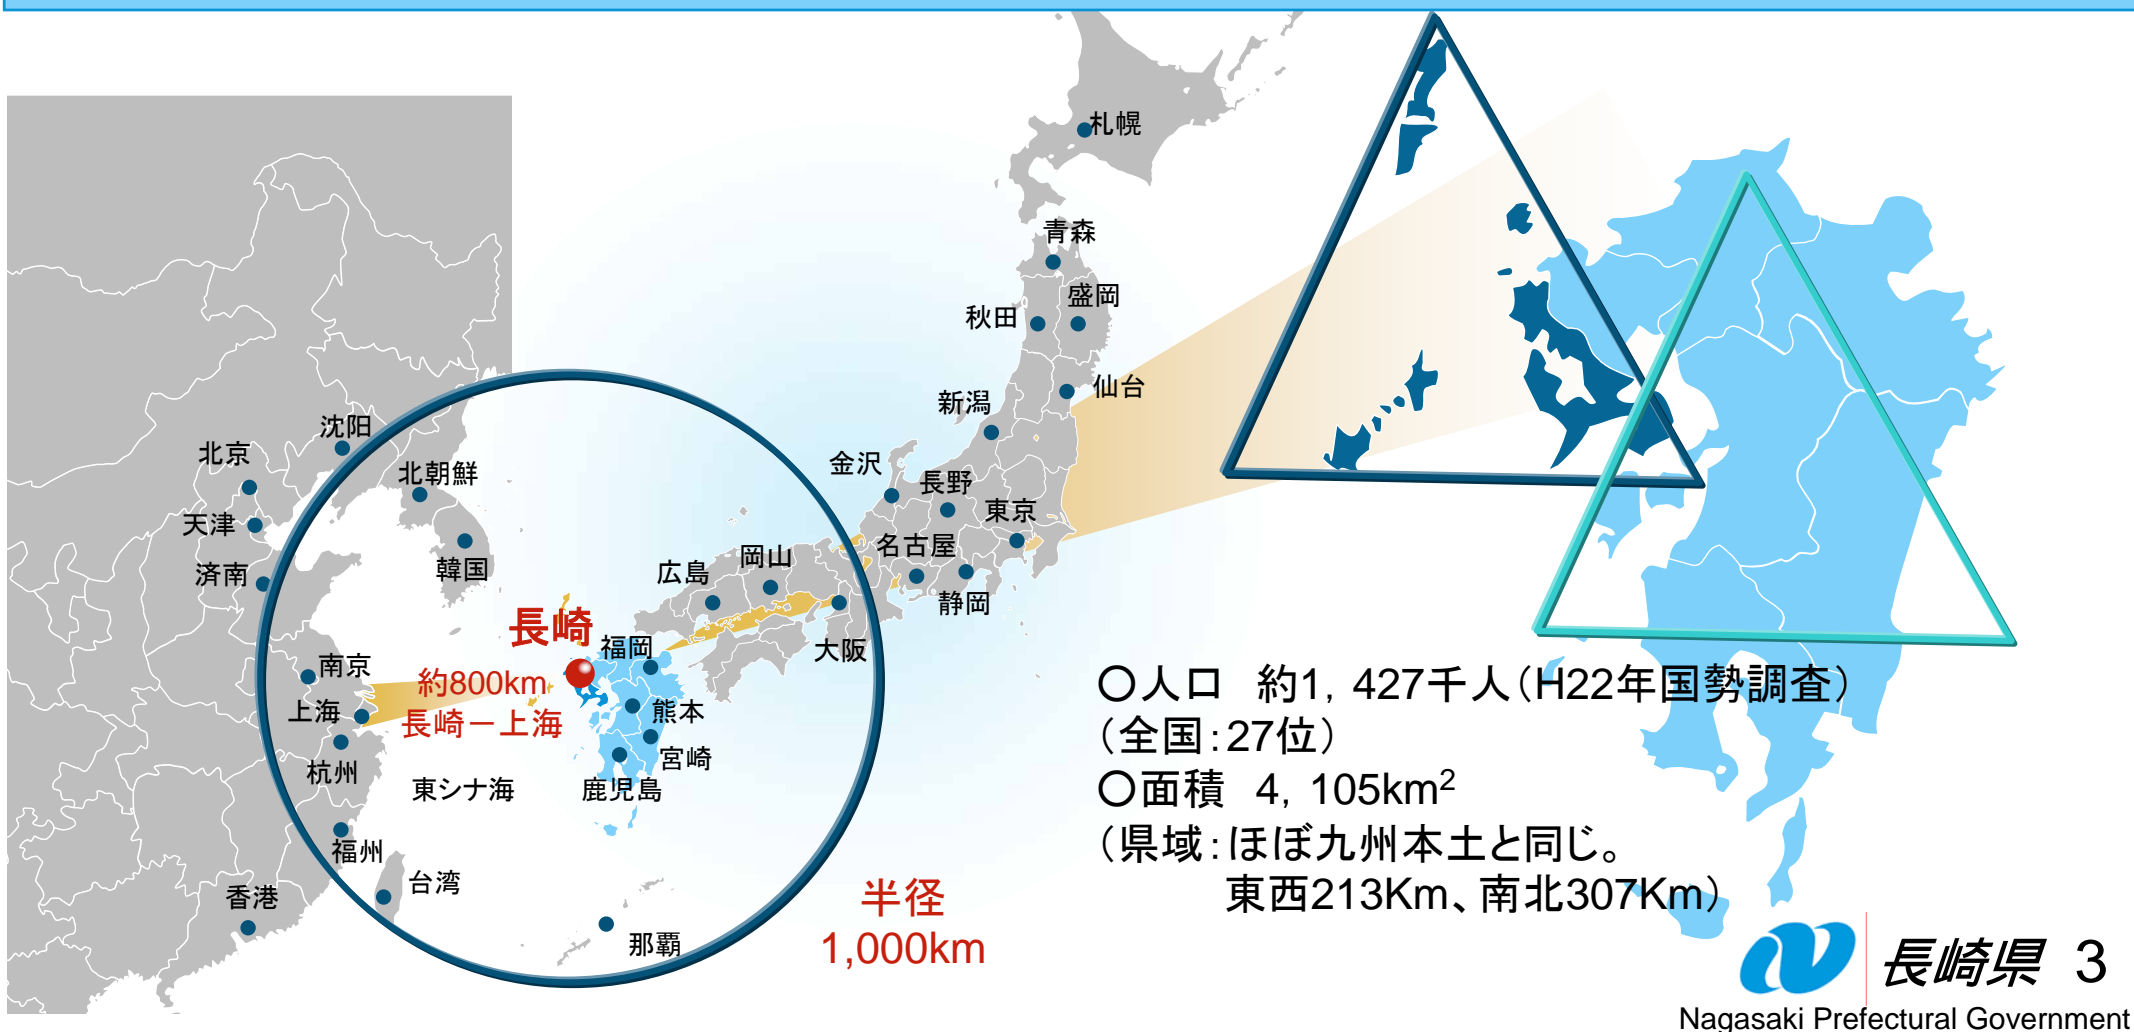 札幌
青森
盛岡
秋田
仙台
新潟
金沢
長野
東京
名古屋
静岡
岡山
広島
大阪
沈阳
北京
北朝鮮
天津
韓国
済南
長崎
福岡
南京
約800km
上海
長崎－上海
熊本
宮崎
杭州
東シナ海
鹿児島
福州
台湾
香港
那覇
半径
1,000km
〇人口　約1，427千人（H22年国勢調査）
（全国：27位）
〇面積　4，105km²
（県域：ほぼ九州本土と同じ。
東西213Km、南北307Km）
長崎県 3
Nagasaki Prefectural Government